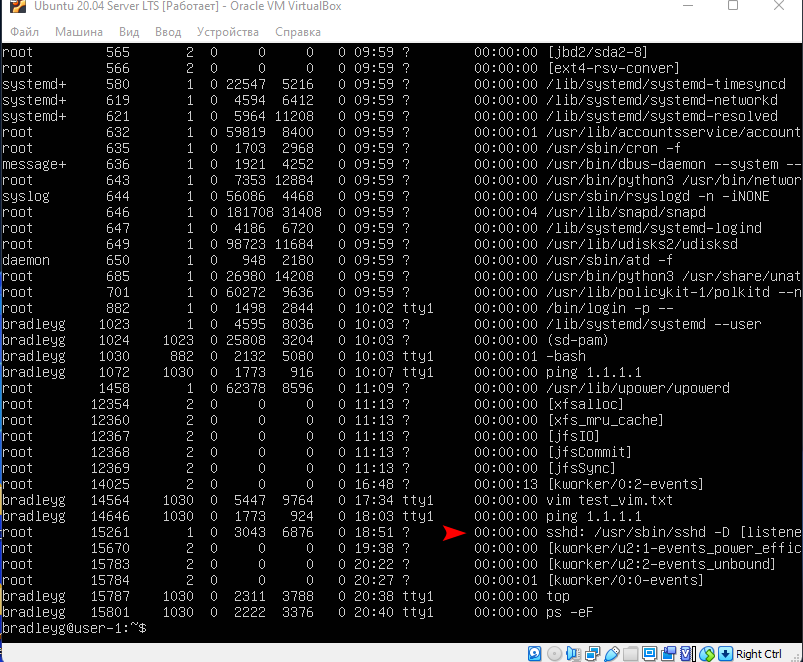 Ubuntu 20.04 Server LTS [Работает] - Oracle VM VirtualBox
Файл Машина Вид Ввод Устройства Справка
root 565 2 0 0 0 0 09:59 ? 00:00:00 [jbd2/sda2-8]
root 566 2 0 0 0 0 09:59 ? 00:00:00 [ext4-rsv-conver]
systemd+ 580 1 0 22547 5216 0 09:59 ? 00:00:00 /lib/systemd/systemd-timesyncd
systemd+ 619 1 0 4594 6412 0 09:59 ? 00:00:00 /lib/systemd/systemd-networkd
systemd+ 621 1 0 5964 11208 0 09:59 ? 00:00:00 /lib/systemd/systemd-resolved
root 632 1 0 59819 8400 0 09:59 ? 00:00:01 /usr/lib/accountsservice/account
root 635 1 0 1703 2968 0 09:59 ? 00:00:00 /usr/sbin/cron -f
message+ 636 1 0 1921 4252 0 09:59 ? 00:00:00 /usr/bin/dbus-daemon --system --
root 643 1 0 7353 12884 0 09:59 ? 00:00:00 /usr/bin/python3 /usr/bin/networ
syslog 644 1 0 56086 4468 0 09:59 ? 00:00:00 /usr/sbin/rsyslogd -n -iNONE
root 646 1 0 181708 31408 0 09:59 ? 00:00:04 /usr/lib/snapd/snapd
root 647 1 0 4186 6720 0 09:59 ? 00:00:00 /lib/systemd/systemd-logind
root 649 1 0 98723 11684 0 09:59 ? 00:00:00 /usr/lib/udisks2/udisksd
daemon 650 1 0 948 2180 0 09:59 ? 00:00:00 /usr/sbin/atd -f
root 685 1 0 26980 14208 0 09:59 ? 00:00:00 /usr/bin/python3 /usr/share/unat
root 701 1 0 60272 9636 0 09:59 ? 00:00:00 /usr/lib/policykit-1/polkitd --n
root 882 1 0 1498 2844 0 10:02 tty1 00:00:00 /bin/login -p --
bradleyg 1023 1 0 4595 8036 0 10:03 ? 00:00:00 /lib/systemd/systemd --user
bradleyg 1024 1023 0 25808 3204 0 10:03 ? 00:00:00 (sd-pam)
bradleyg 1030 882 0 2132 5080 0 10:03 tty1 00:00:01 -bash
bradleyg 1072 1030 0 1773 916 0 10:07 tty1 00:00:00 ping 1.1.1.1
root 1458 1 0 62378 8596 0 11:09 ? 00:00:00 /usr/lib/upower/upowerd
root 12354 2 0 0 0 0 11:13 ? 00:00:00 [xfsalloc]
root 12360 2 0 0 0 0 11:13 ? 00:00:00 [xfs_mru_cache]
root 12367 2 0 0 0 0 11:13 ? 00:00:00 [jfsIO]
root 12368 2 0 0 0 0 11:13 ? 00:00:00 [jfsCommit]
root 12369 2 0 0 0 0 11:13 ? 00:00:00 [jfsSync]
root 14025 2 0 0 0 0 16:48 ? 00:00:13 [kworker/0:2-events]
bradleyg 14564 1030 0 5447 9764 0 17:34 tty1 00:00:00 vim test_vim.txt
bradleyg 14646 1030 0 1773 924 0 18:03 tty1 00:00:00 ping 1.1.1.1
root 15261 1 0 3043 6876 0 18:51 ? 00:00:00 sshd: /usr/sbin/sshd -D [listene
root 15670 2 0 0 0 0 19:38 ? 00:00:00 [kworker/u2:1-events_power_effic
root 15783 2 0 0 0 0 20:22 ? 00:00:00 [kworker/u2:2-events_unbound]
root 15784 2 0 0 0 0 20:27 ? 00:00:01 [kworker/0:0-events]
bradleyg 15787 1030 0 2311 3788 0 20:38 tty1 00:00:00 top
bradleyg 15801 1030 0 2222 3376 0 20:40 tty1 00:00:00 ps -eF
bradleyg@user-1:~$
Right Ctrl